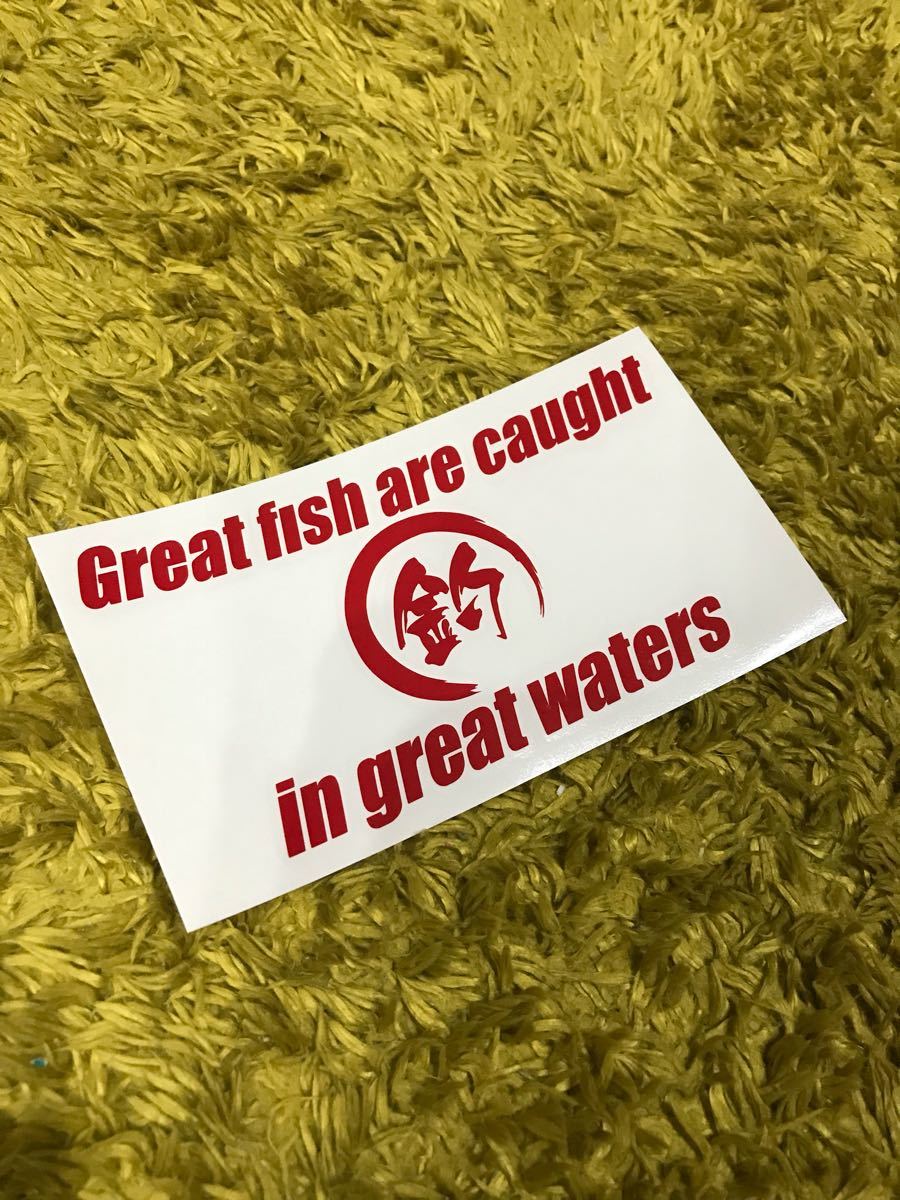 Great fish are caught
釣
in great waters